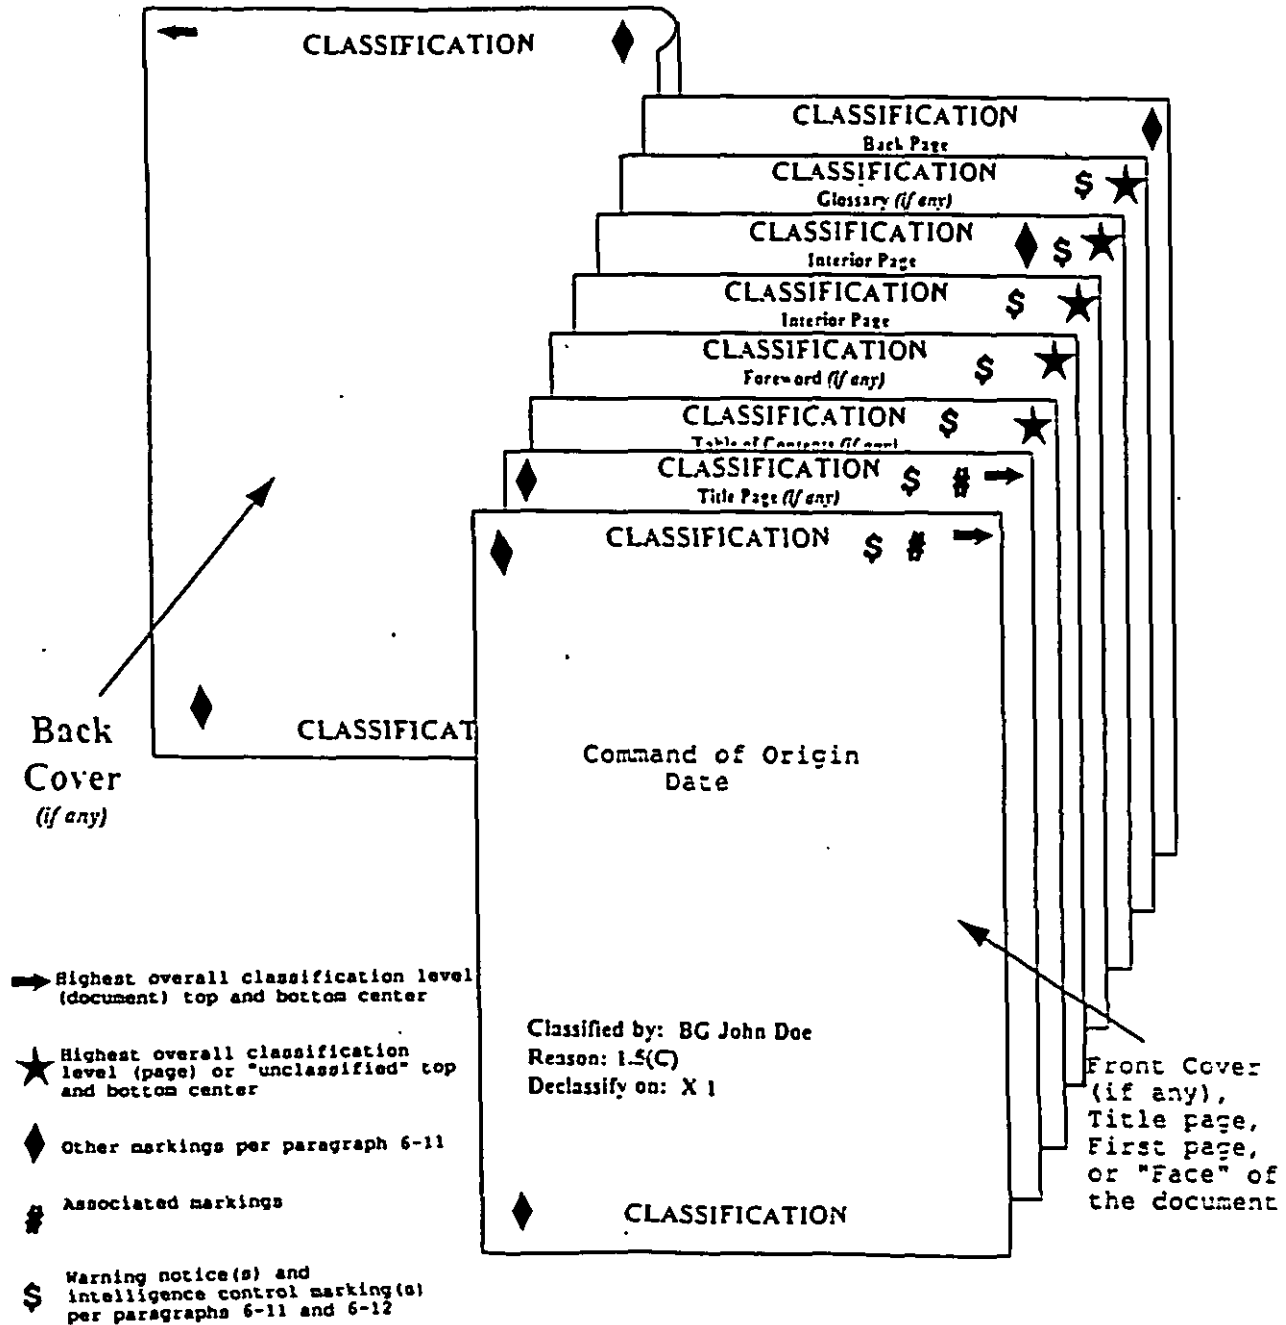 CLASSIFICATION
CLASSIFICATION
Back Page
CLASSIFICATION
$
Glossary (if any)
CLASSIFICATION
$
Interior Page
CLASSIFICATION
$
Interior Page
CLASSIFICATION
$
Foreword (if any)
CLASSIFICATION
$
Table of Contents (if any)
CLASSIFICATION
$ #
Title Page (if any)
CLASSIFICATION
$ #
Back
Cover
(if any)
CLASSIFICAT
Command of Origin
Date
Classified by: BG John Doe
Reason: 1.5(C)
Declassify on: X 1
CLASSIFICATION
Front Cover
(if any),
Title page,
First page,
or "Face" of
the document
Highest overall classification level
(document) top and bottom center
Highest overall classification
level (page) or "unclassified" top
and bottom center
Other markings per paragraph 6-11
# Associated markings
$ Warning notice(s) and
intelligence control marking(s)
per paragraphs 6-11 and 6-12